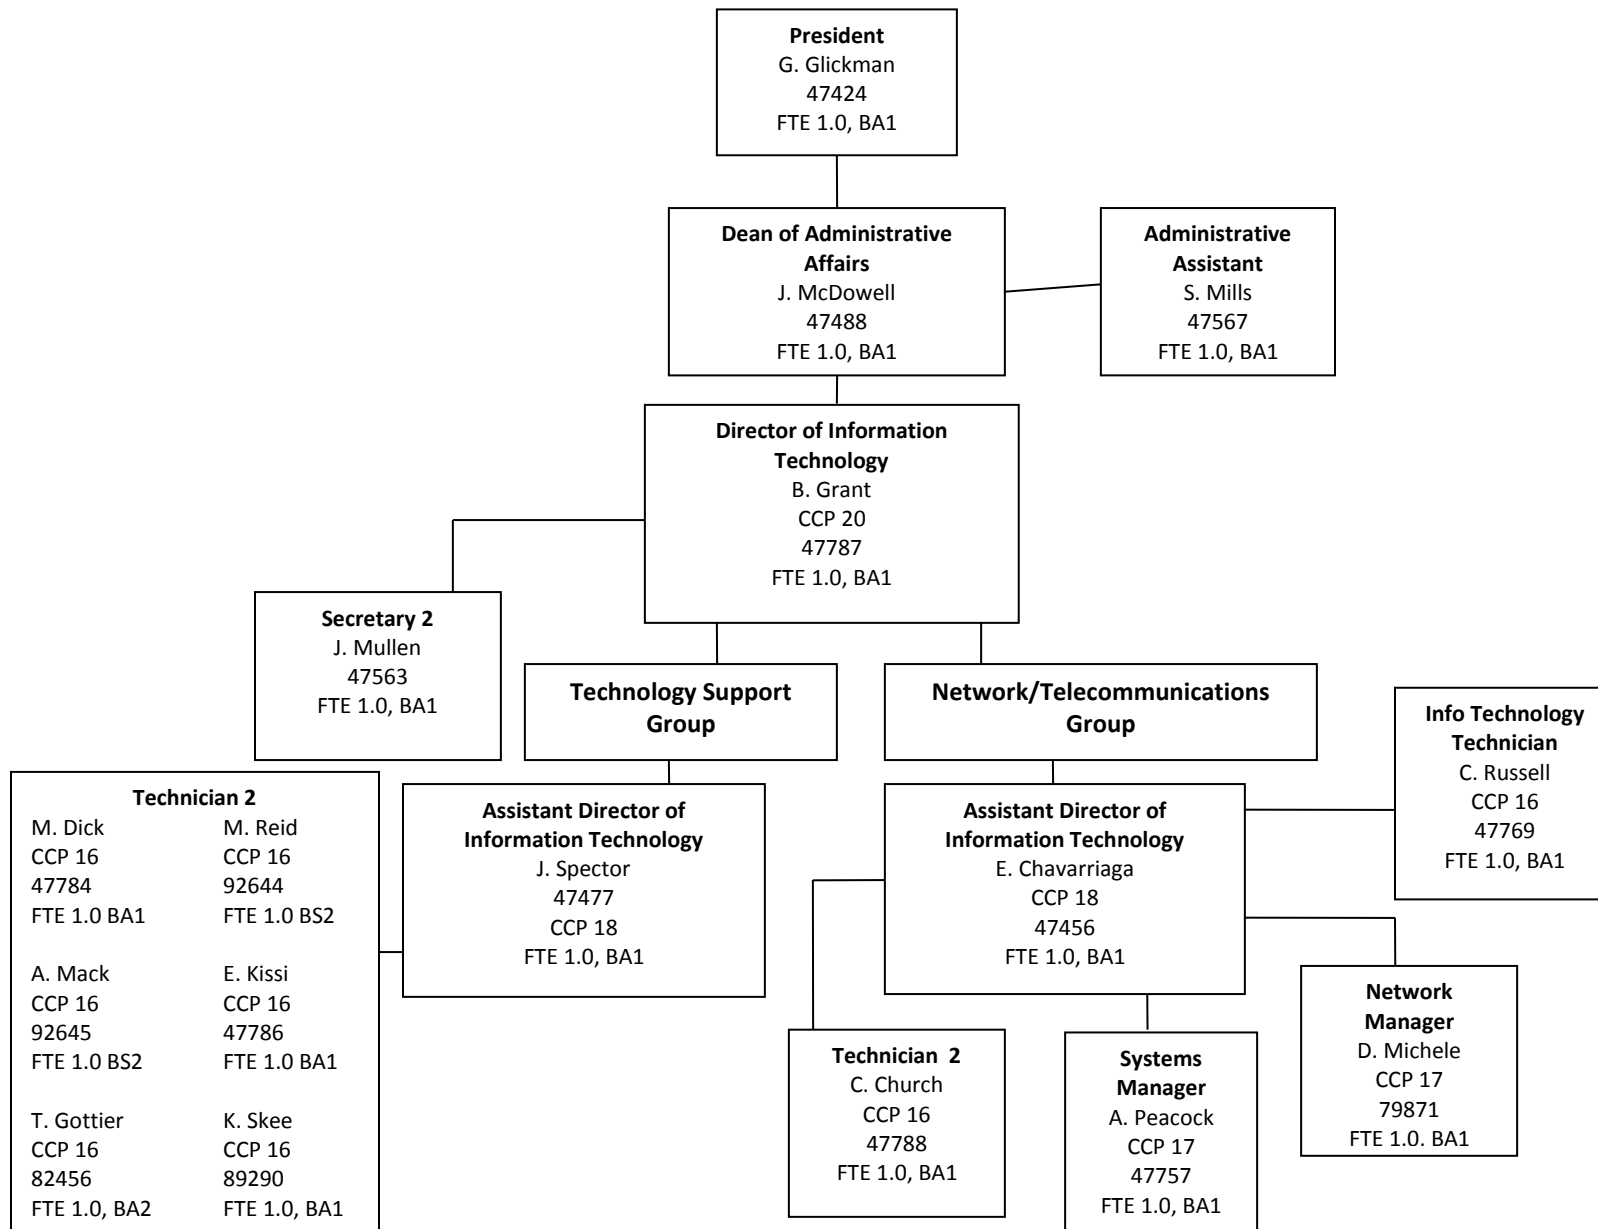 President
G. Glickman
47424
FTE 1.0, BA1
Dean of Administrative
Affairs
J. McDowell
47488
FTE 1.0, BA1
Administrative
Assistant
S. Mills
47567
FTE 1.0, BA1
Director of Information
Technology
B. Grant
CCP 20
47787
FTE 1.0, BA1
Secretary 2
J. Mullen
47563
FTE 1.0, BA1
Technology Support
Group
Network/Telecommunications
Group
Info Technology
Technician
C. Russell
CCP 16
47769
FTE 1.0, BA1
Technician 2
M. Dick
CCP 16
47784
FTE 1.0 BA1
M. Reid
CCP 16
92644
FTE 1.0 BS2
A. Mack
CCP 16
92645
FTE 1.0 BS2
E. Kissi
CCP 16
47786
FTE 1.0 BA1
T. Gottier
CCP 16
82456
FTE 1.0, BA2
K. Skee
CCP 16
89290
FTE 1.0, BA1
Assistant Director of
Information Technology
J. Spector
47477
CCP 18
FTE 1.0, BA1
Assistant Director of
Information Technology
E. Chavarriaga
CCP 18
47456
FTE 1.0, BA1
Technician 2
C. Church
CCP 16
47788
FTE 1.0, BA1
Systems
Manager
A. Peacock
CCP 17
47757
FTE 1.0, BA1
Network
Manager
D. Michele
CCP 17
79871
FTE 1.0. BA1